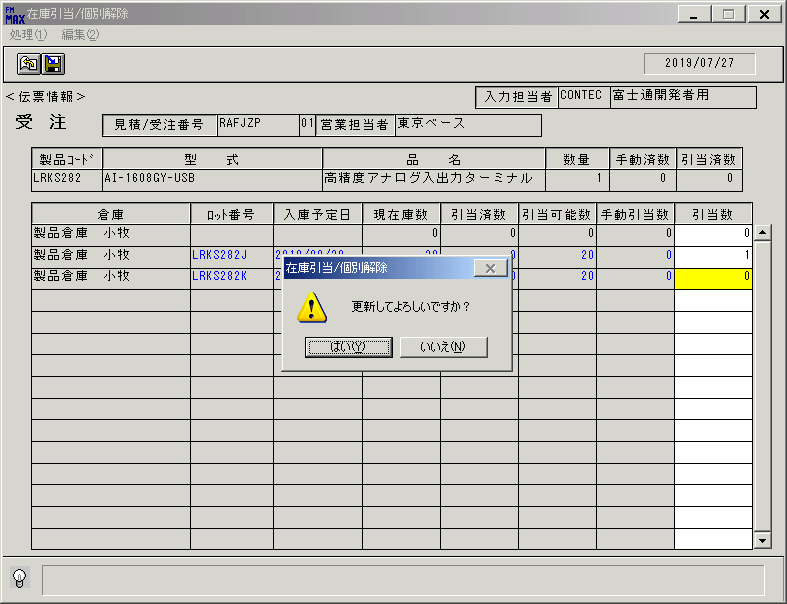 FM MAX 在庫引当/個別解除
処理(1) 編集(2)
2019/07/27
<伝票情報> 入力担当者 CONTEC 富士通開発者用
受 注 見積/受注番号 RAFJZP 01 営業担当者 東京ベース
製品コード 型 式 品 名 数量 手動済数 引当済数
LRKS282 AI-1608GY-USB 高精度アナログ入出力ターミナル 1 0 0
倉庫 ロット番号 入庫予定日 現在庫数 引当済数 引当可能数 手動引当数 引当数
製品倉庫 小牧 0 0 0 0 0
製品倉庫 小牧 LRKS282J 20 0 1
製品倉庫 小牧 LRKS282K 20 0 0
在庫引当/個別解除
更新してよろしいですか?
はい(Y) いいえ(N)